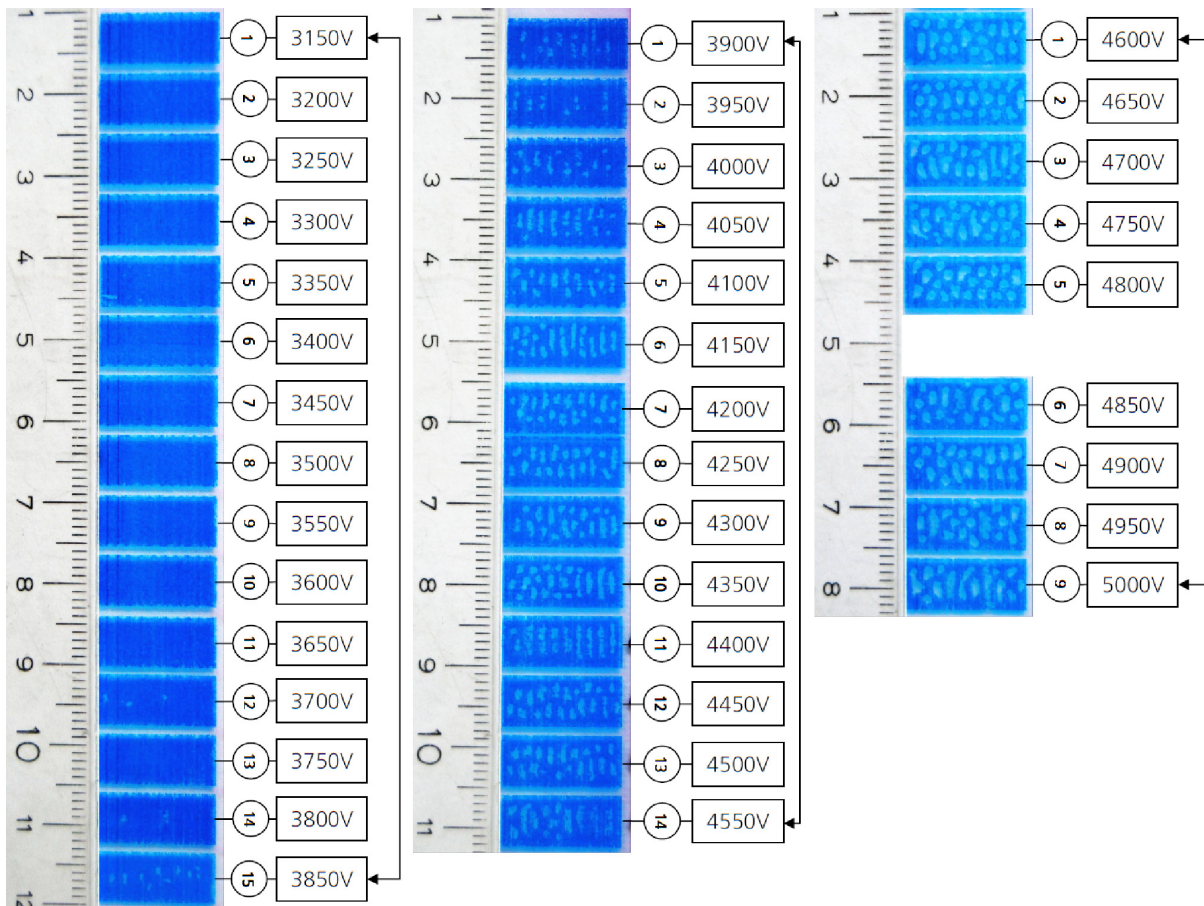 1
2
3
4
5
6
7
8
9
10
11
12
1 3150V
2 3200V
3 3250V
4 3300V
5 3350V
6 3400V
7 3450V
8 3500V
9 3550V
10 3600V
11 3650V
12 3700V
13 3750V
14 3800V
15 3850V
1
2
3
4
5
6
7
8
9
10
11
1 3900V
2 3950V
3 4000V
4 4050V
5 4100V
6 4150V
7 4200V
8 4250V
9 4300V
10 4350V
11 4400V
12 4450V
13 4500V
14 4550V
1
2
3
4
5
6
7
8
1 4600V
2 4650V
3 4700V
4 4750V
5 4800V
6 4850V
7 4900V
8 4950V
9 5000V